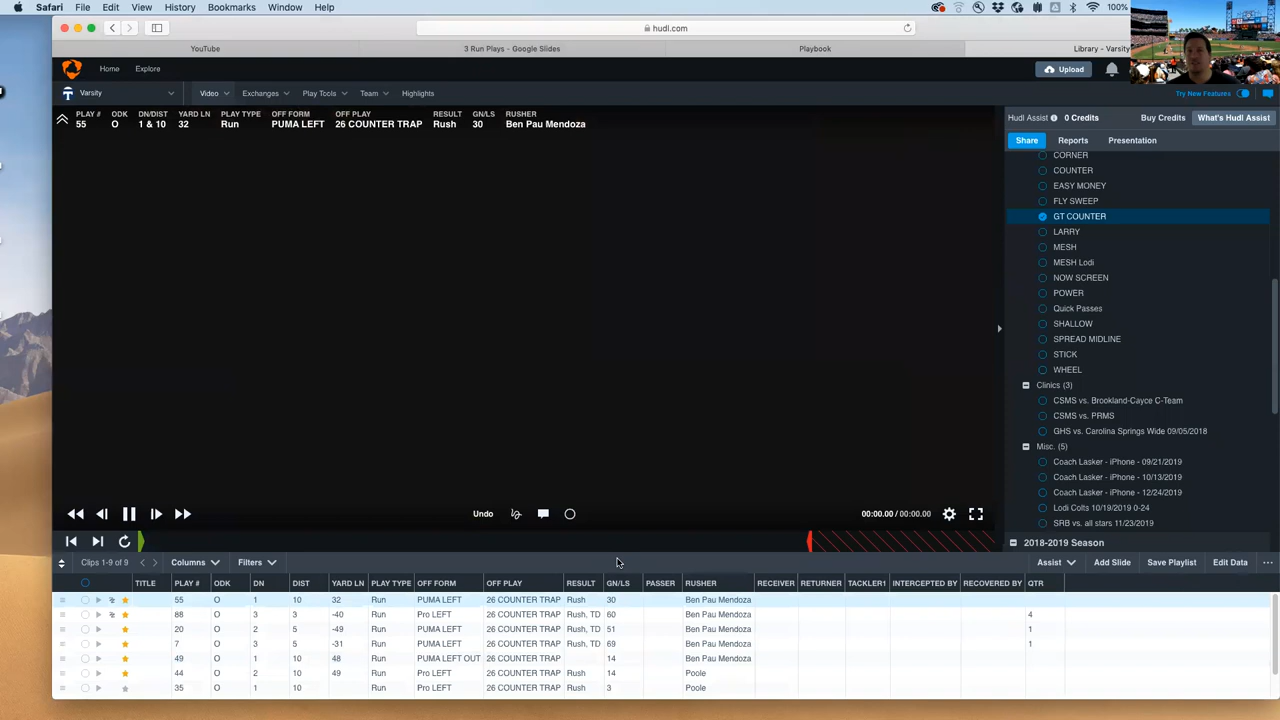 Safari File Edit View History Bookmarks Window Help 100%
hudl.com
YouTube 3 Run Plays - Google Slides Playbook Library - Varsity
Home Explore Upload
Varsity Video Exchanges Play Tools Team Highlights Try New Features
PLAY # ODK DN/DIST YARD LN PLAY TYPE OFF FORM OFF PLAY RESULT GN/LS RUSHER
55 O 1 & 10 32 Run PUMA LEFT 26 COUNTER TRAP Rush 30 Ben Pau Mendoza
Hudl Assist 0 Credits Buy Credits What's Hudl Assist
Share Reports Presentation
CORNER
COUNTER
EASY MONEY
FLY SWEEP
GT COUNTER
LARRY
MESH
MESH Lodi
NOW SCREEN
POWER
Quick Passes
SHALLOW
SPREAD MIDLINE
STICK
WHEEL
Clinics (3)
CSMS vs. Brookland-Cayce C-Team
CSMS vs. PRMS
GHS vs. Carolina Springs Wide 09/05/2018
Misc. (5)
Coach Lasker - iPhone - 09/21/2019
Coach Lasker - iPhone - 10/13/2019
Coach Lasker - iPhone - 12/24/2019
Lodi Colts 10/19/2019 0-24
SRB vs. all stars 11/23/2019
2018-2019 Season
Undo 00:00.00 / 00:00.00
Clips 1-9 of 9 Columns Filters Assist Add Slide Save Playlist Edit Data
TITLE PLAY # ODK DN DIST YARD LN PLAY TYPE OFF FORM OFF PLAY RESULT GN/LS PASSER RUSHER RECEIVER RETURNER TACKLER1 INTERCEPTED BY RECOVERED BY QTR
55 O 1 10 32 Run PUMA LEFT 26 COUNTER TRAP Rush 30 Ben Pau Mendoza
88 O 3 3 -40 Run Pro LEFT 26 COUNTER TRAP Rush, TD 60 Ben Pau Mendoza 4
20 O 2 5 -49 Run PUMA LEFT 26 COUNTER TRAP Rush, TD 51 Ben Pau Mendoza 1
7 O 3 5 -31 Run PUMA LEFT 26 COUNTER TRAP Rush, TD 69 Ben Pau Mendoza 1
49 O 1 10 48 Run PUMA LEFT OUT 26 COUNTER TRAP 14 Ben Pau Mendoza
44 O 2 10 49 Run Pro LEFT 26 COUNTER TRAP Rush 14 Poole
35 O 1 10 Run Pro LEFT 26 COUNTER TRAP Rush 3 Poole